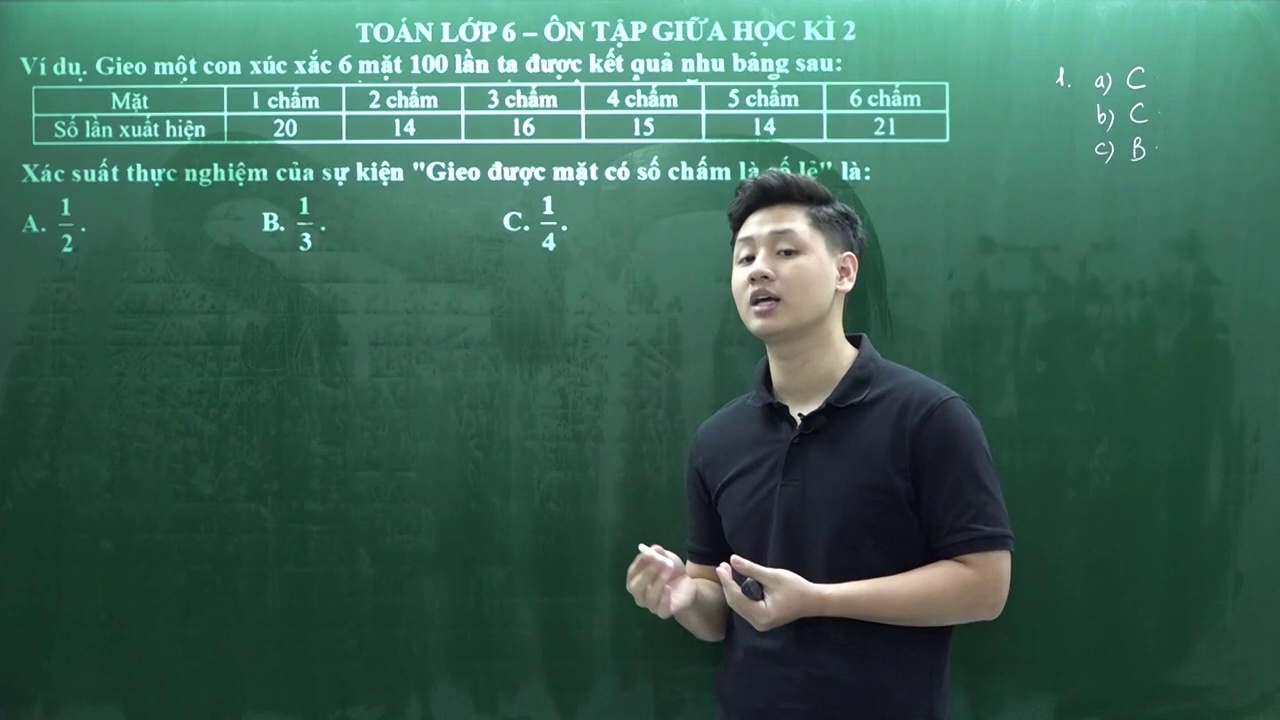 TOÁN LỚP 6 – ÔN TẬP GIỮA HỌC KÌ 2
Ví dụ. Gieo một con xúc xắc 6 mặt 100 lần ta được kết quả nhu bảng sau:
Mặt 1 chấm 2 chấm 3 chấm 4 chấm 5 chấm 6 chấm
Số lần xuất hiện 20 14 16 15 14 21
Xác suất thực nghiệm của sự kiện "Gieo được mặt có số chấm là số lẻ" là:
A. 1/2. B. 1/3. C. 1/4.
1. a) C
b) C
c) B